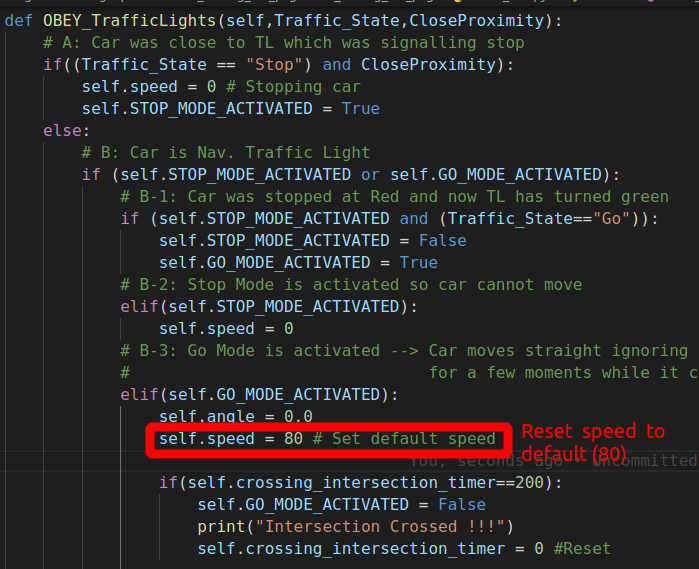 def OBEY_TrafficLights(self,Traffic_State,CloseProximity):
# A: Car was close to TL which was signalling stop
if((Traffic_State == "Stop") and CloseProximity):
self.speed = 0 # Stopping car
self.STOP_MODE_ACTIVATED = True
else:
# B: Car is Nav. Traffic Light
if (self.STOP_MODE_ACTIVATED or self.GO_MODE_ACTIVATED):
# B-1: Car was stopped at Red and now TL has turned green
if (self.STOP_MODE_ACTIVATED and (Traffic_State=="Go")):
self.STOP_MODE_ACTIVATED = False
self.GO_MODE_ACTIVATED = True
# B-2: Stop Mode is activated so car cannot move
elif(self.STOP_MODE_ACTIVATED):
self.speed = 0
# B-3: Go Mode is activated --> Car moves straight ignoring
# for a few moments while it c
elif(self.GO_MODE_ACTIVATED):
self.angle = 0.0
self.speed = 80 # Set default speed
Reset speed to
default (80)
You, seconds ago • Uncommitted
if(self.crossing_intersection_timer==200):
self.GO_MODE_ACTIVATED = False
print("Intersection Crossed !!!")
self.crossing_intersection_timer = 0 #Reset